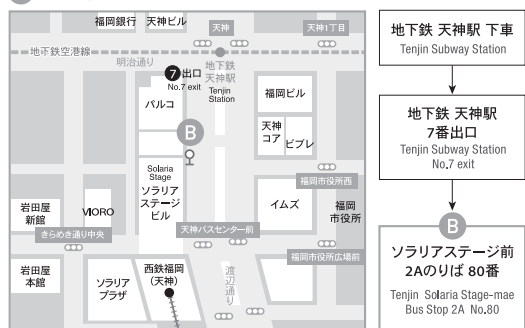 福岡銀行
天神ビル
天神
天神1丁目
地下鉄空港線
明治通り
7 出口
No.7 exit
地下鉄
天神駅
Tenjin
Station
パルコ
福岡ビル
B
天神
コア
ビブレ
Solaria
Stage
ソラリア
ステージ
ビル
福岡市役所西
岩田屋
新館
VIORO
イムズ
福岡
市役所
きらめき通り中央
天神バスセンター前
福岡市役所広場前
岩田屋
本館
ソラリア
プラザ
西鉄福岡
(天神)
渡辺通り
地下鉄 天神駅 下車
Tenjin Subway Station
地下鉄 天神駅
7番出口
Tenjin Subway Station
No.7 exit
B
ソラリアステージ前
2Aのりば 80番
Tenjin Solaria Stage-mae
Bus Stop 2A No.80